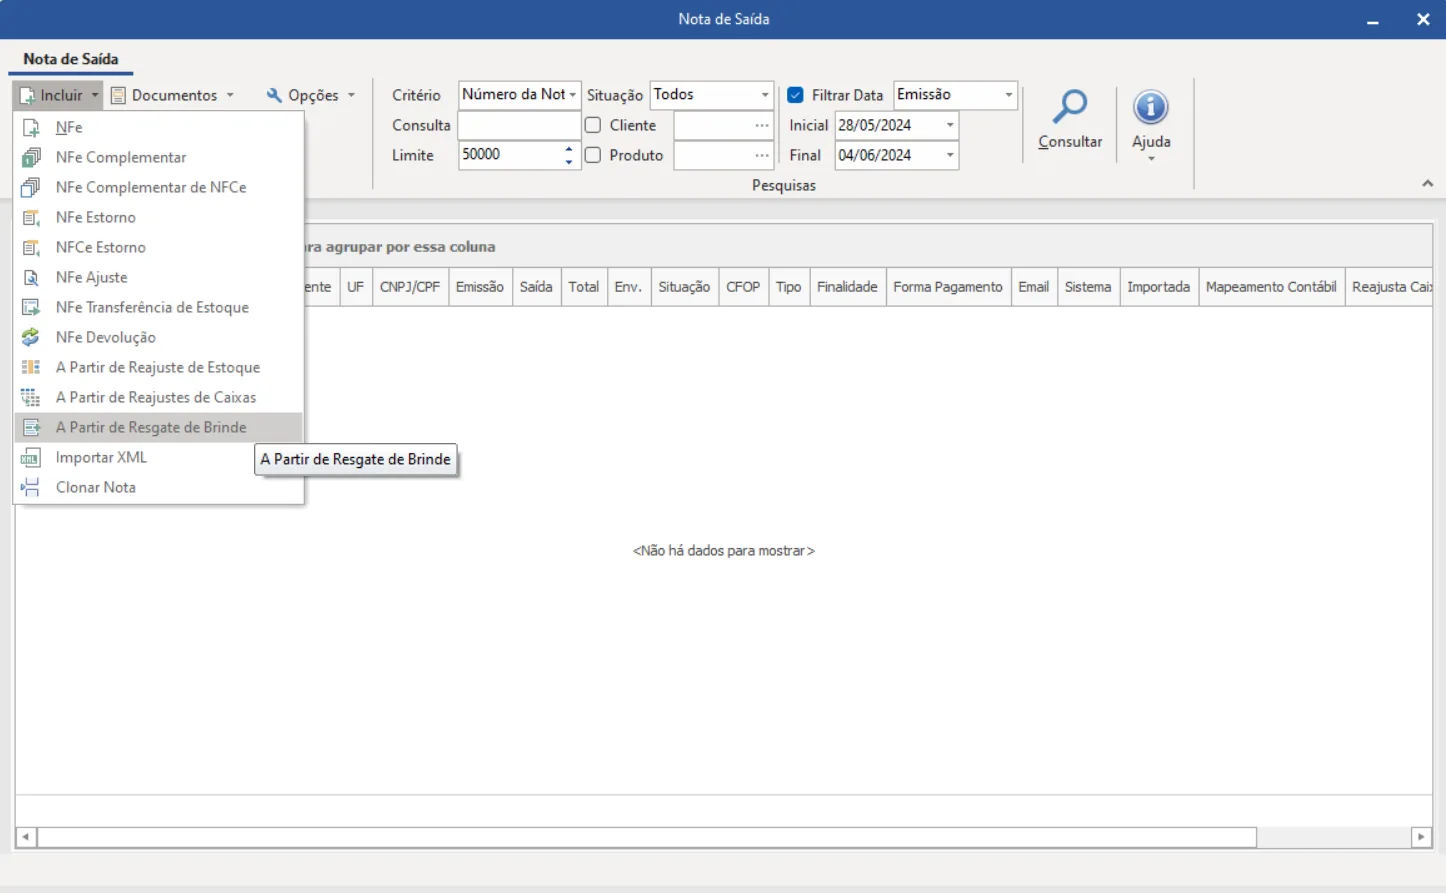 Nota de Saída
Nota de Saída
Incluir
Documentos
Opções
Critério
Número da Not
Situação
Todos
Filtrar Data
Emissão
Consulta
Cliente
...
Inicial
28/05/2024
Limite
50000
Produto
...
Final
04/06/2024
Consultar
Ajuda
Pesquisas
NFe
NFe Complementar
NFe Complementar de NFCe
NFe Estorno
NFCe Estorno
NFe Ajuste
NFe Transferência de Estoque
NFe Devolução
A Partir de Reajuste de Estoque
A Partir de Reajustes de Caixas
A Partir de Resgate de Brinde
Importar XML
Clonar Nota
A Partir de Resgate de Brinde
ra agrupar por essa coluna
ente UF CNPJ/CPF Emissão Saída Total Env. Situação CFOP Tipo Finalidade Forma Pagamento Email Sistema Importada Mapeamento Contábil Reajusta Caix
<Não há dados para mostrar>